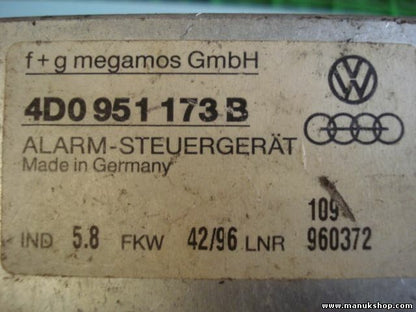 f+g megamos GmbH
4D0 951 173 B
ALARM-STEUERGERÄT
Made in Germany
109
IND 5.8 FKW 42/96 LNR 960372
www.manukshop.com